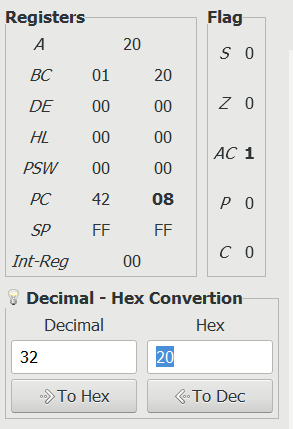 Registers
A 20
BC 01 20
DE 00 00
HL 00 00
PSW 00 00
PC 42 08
SP FF FF
Int-Reg 00
Flag
S 0
Z 0
AC 1
P 0
C 0
Decimal - Hex Convertion
Decimal Hex
32 20
To Hex To Dec